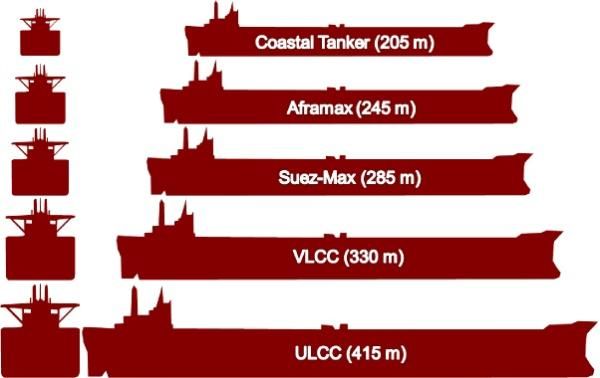 Coastal Tanker (205 m)
Aframax (245 m)
Suez-Max (285 m)
VLCC (330 m)
ULCC (415 m)